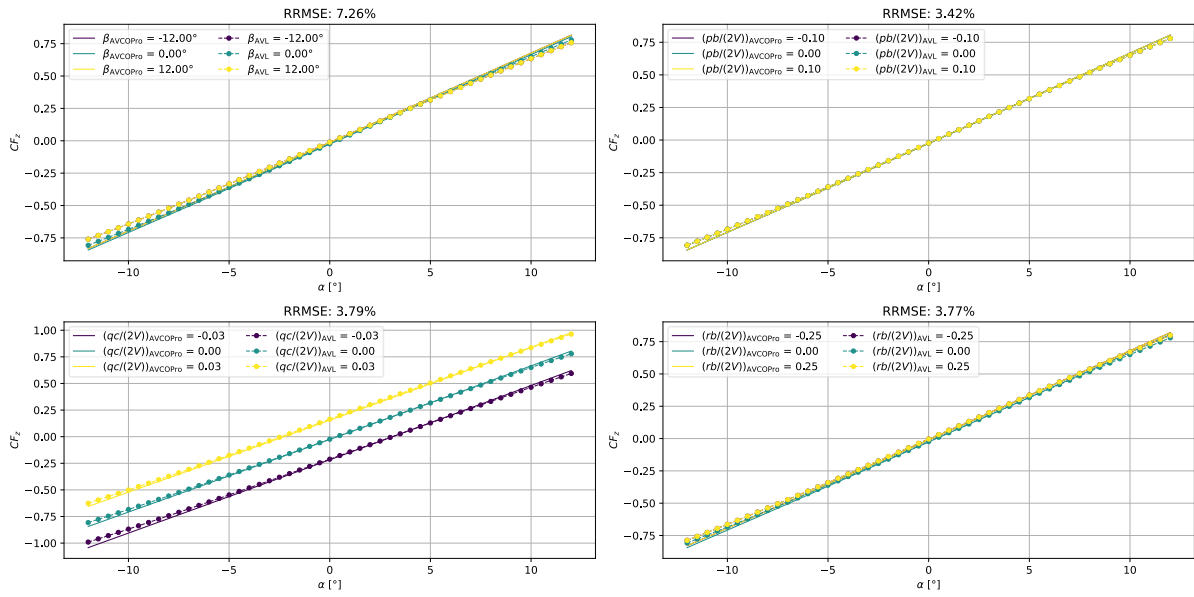 RRMSE: 7.26%
β_AVCOPro = -12.00° β_AVL = -12.00°
β_AVCOPro = 0.00° β_AVL = 0.00°
β_AVCOPro = 12.00° β_AVL = 12.00°
0.75
0.50
0.25
0.00
−0.25
−0.50
−0.75
CF_z
−10 −5 0 5 10
α [°]
RRMSE: 3.42%
(pb/(2V))_AVCOPro = -0.10 (pb/(2V))_AVL = -0.10
(pb/(2V))_AVCOPro = 0.00 (pb/(2V))_AVL = 0.00
(pb/(2V))_AVCOPro = 0.10 (pb/(2V))_AVL = 0.10
0.75
0.50
0.25
0.00
−0.25
−0.50
−0.75
CF_z
−10 −5 0 5 10
α [°]
RRMSE: 3.79%
(qc/(2V))_AVCOPro = -0.03 (qc/(2V))_AVL = -0.03
(qc/(2V))_AVCOPro = 0.00 (qc/(2V))_AVL = 0.00
(qc/(2V))_AVCOPro = 0.03 (qc/(2V))_AVL = 0.03
1.00
0.75
0.50
0.25
0.00
−0.25
−0.50
−0.75
−1.00
CF_z
−10 −5 0 5 10
α [°]
RRMSE: 3.77%
(rb/(2V))_AVCOPro = -0.25 (rb/(2V))_AVL = -0.25
(rb/(2V))_AVCOPro = 0.00 (rb/(2V))_AVL = 0.00
(rb/(2V))_AVCOPro = 0.25 (rb/(2V))_AVL = 0.25
0.75
0.50
0.25
0.00
−0.25
−0.50
−0.75
CF_z
−10 −5 0 5 10
α [°]